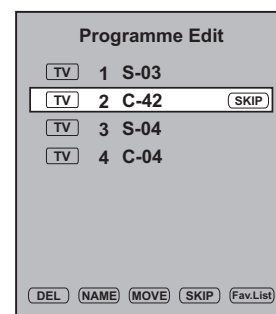 Programme Edit
TV 1 S-03
TV 2 C-42 SKIP
TV 3 S-04
TV 4 C-04
DEL NAME MOVE SKIP Fav.List